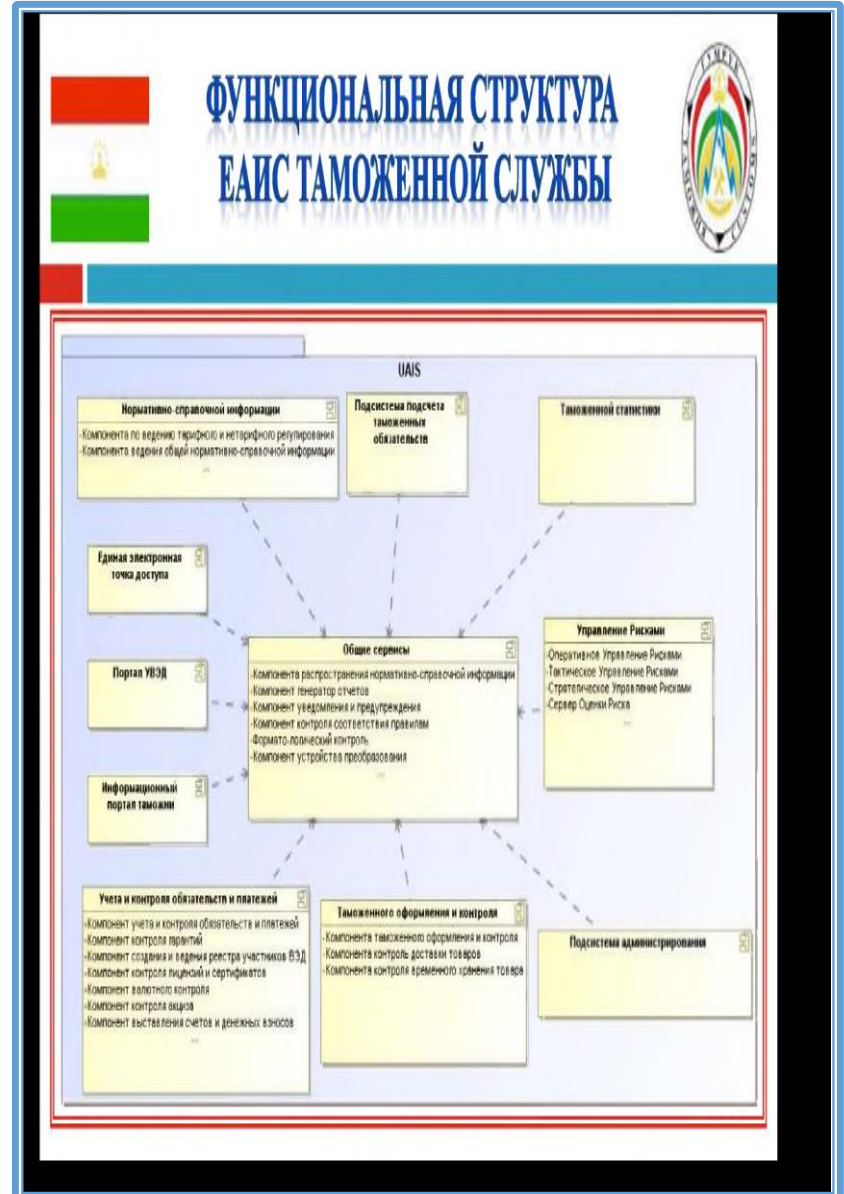 ФУНКЦИОНАЛЬНАЯ СТРУКТУРА
ЕАИС ТАМОЖЕННОЙ СЛУЖБЫ
ГУМРУК
ТАМОЖНЯ
CUSTOMS
UAIS
Нормативно-справочной информации
-Компонента по ведению тарифного и нетарифного регулирования
-Компонента ведения общей нормативно-справочной информации
...
Подсистема подсчета
таможенных
обязательств
Таможенной статистики
Единая электронная
точка доступа
Портал УВЭД
Информационный
портал таможни
Общие сервисы
-Компонента распространения нормативно-справочной информации
-Компонент генератор отчетов
-Компонент уведомления и предупреждения
-Компонент контроля соответствия правилам
-Формато-логический контроль
-Компонент устройства преобразования
...
Управление Рисками
-Оперативное Управление Рисками
-Тактическое Управление Рисками
-Стратегическое Управление Рисками
-Сервер Оценки Риска
...
Учета и контроля обязательств и платежей
-Компонент учета и контроля обязательств и платежей
-Компонент контроля гарантий
-Компонент создания и ведения реестра участников ВЭД
-Компонент контроля лицензий и сертификатов
-Компонент валютного контроля
-Компонент контроля акциза
-Компонент выставления счетов и денежных взносов
...
Таможенного оформления и контроля
-Компонента таможенного оформления и контроля
-Компонента контроль доставки товаров
-Компонента контроля временного хранения товара
Подсистема администрирования